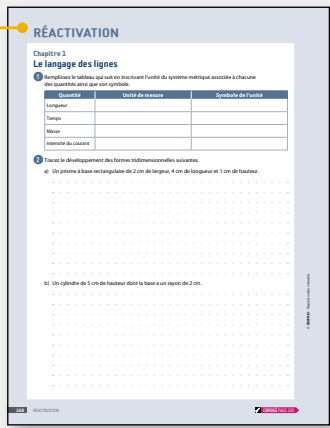 RÉACTIVATION
Chapitre 1
Le langage des lignes
1 Remplissez le tableau qui suit en inscrivant l'unité du système métrique associée à chacune
des quantités ainsi que son symbole.
Quantité Unité de mesure Symbole de l'unité
Longueur
Temps
Masse
Intensité du courant
2 Tracez le développement des formes tridimensionnelles suivantes.
a) Un prisme à base rectangulaire de 2 cm de largeur, 4 cm de longueur et 1 cm de hauteur.
b) Un cylindre de 5 cm de hauteur dont la base a un rayon de 2 cm.
268 RÉACTIVATION
CORRIGÉ PAGE